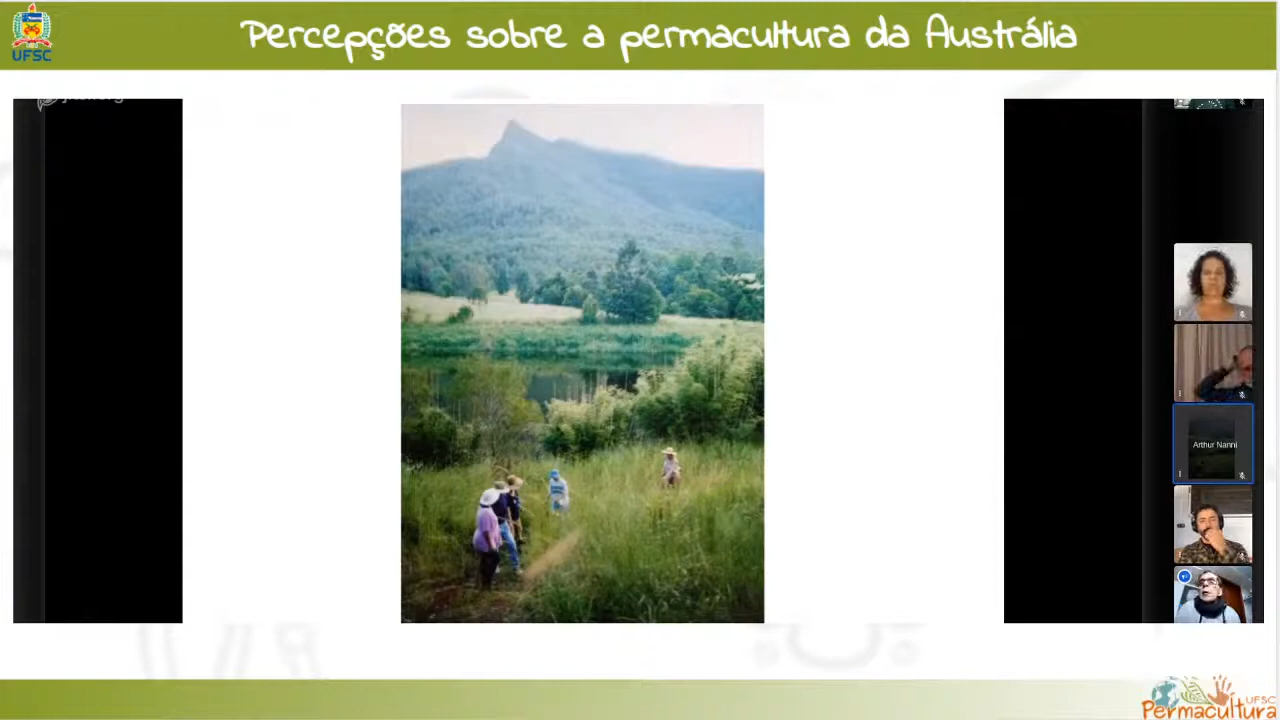 Percepções sobre a permacultura da Austrália
UFSC
Arthur Nanni
UFSC
Permacultura